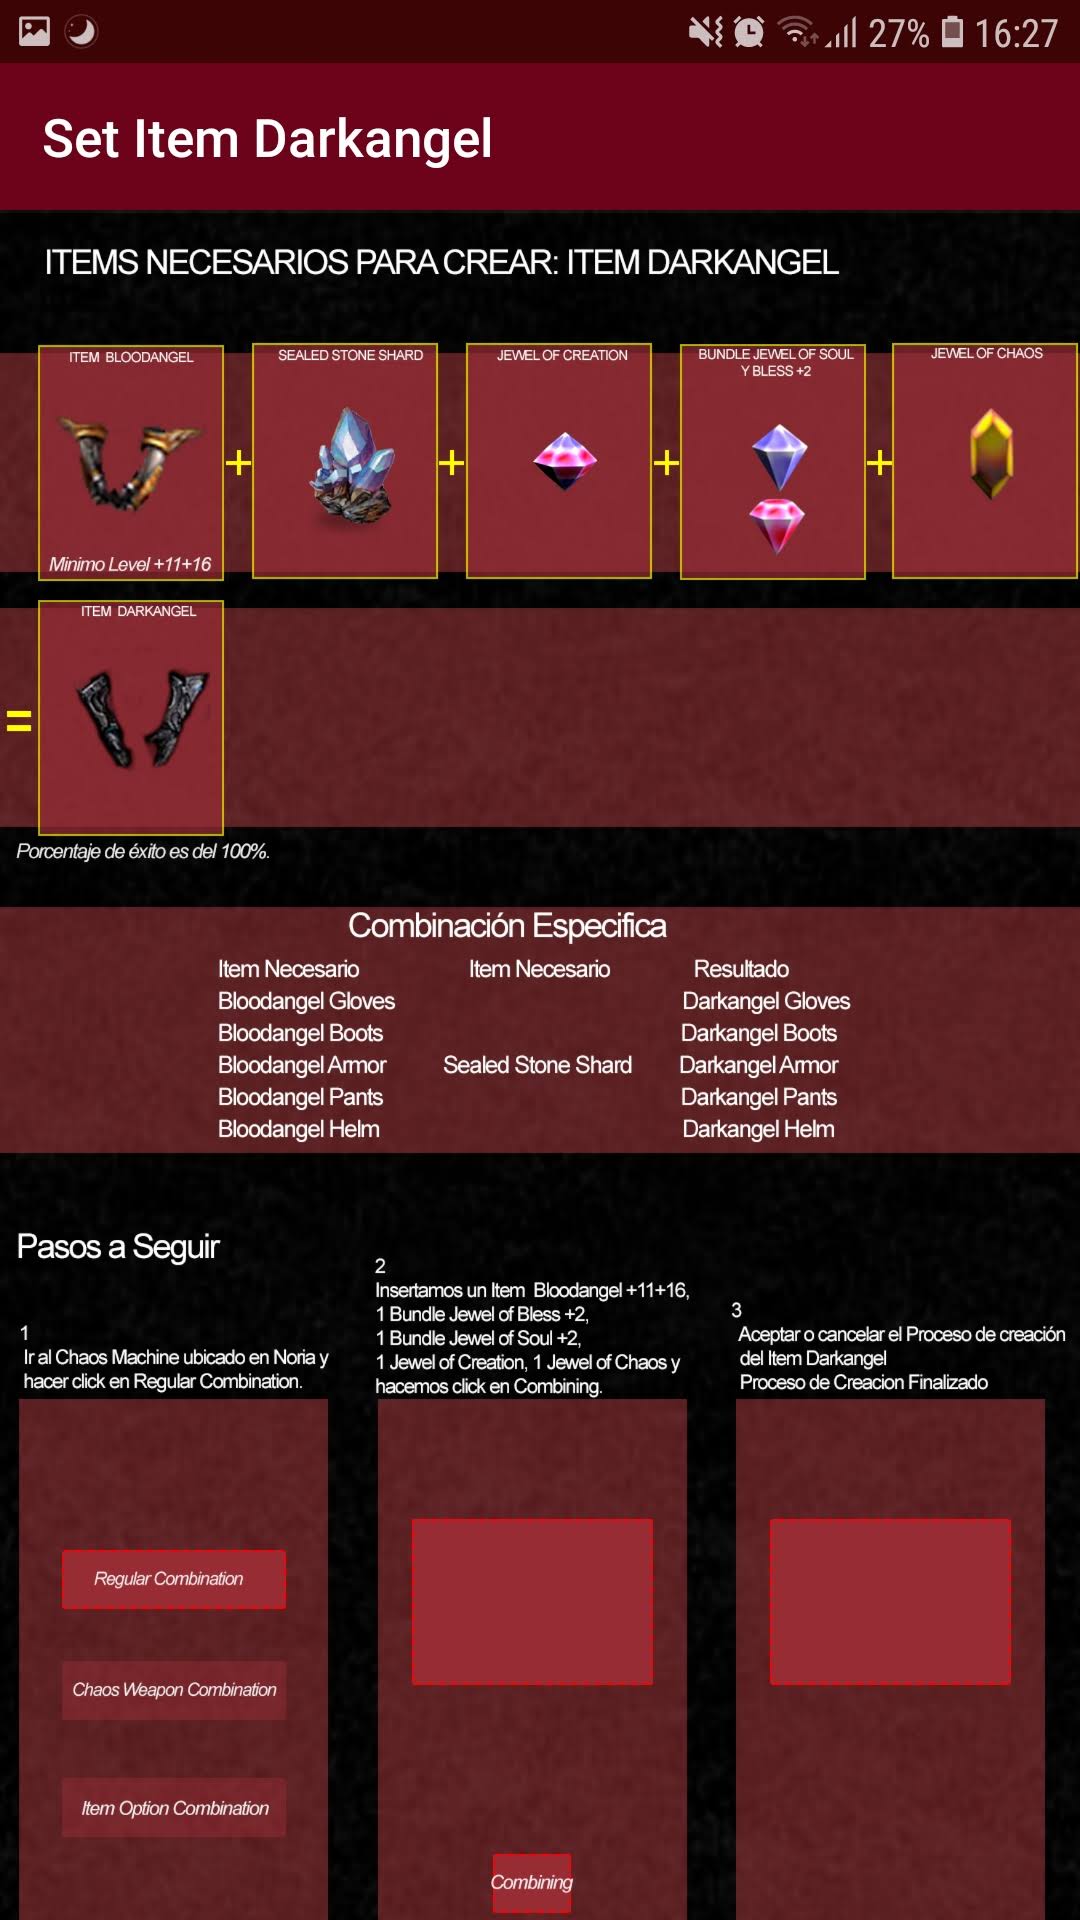 27% 16:27
Set Item Darkangel
ITEMS NECESARIOS PARA CREAR: ITEM DARKANGEL
ITEM BLOODANGEL
Minimo Level +11+16
+
SEALED STONE SHARD
+
JEWEL OF CREATION
+
BUNDLE JEWEL OF SOUL
Y BLESS +2
+
JEWEL OF CHAOS
=
ITEM DARKANGEL
Porcentaje de éxito es del 100%.
Combinación Especifica
Item Necesario Item Necesario Resultado
Bloodangel Gloves Darkangel Gloves
Bloodangel Boots Darkangel Boots
Bloodangel Armor Sealed Stone Shard Darkangel Armor
Bloodangel Pants Darkangel Pants
Bloodangel Helm Darkangel Helm
Pasos a Seguir
1
Ir al Chaos Machine ubicado en Noria y
hacer click en Regular Combination.
Regular Combination
Chaos Weapon Combination
Item Option Combination
2
Insertamos un Item Bloodangel +11+16,
1 Bundle Jewel of Bless +2,
1 Bundle Jewel of Soul +2,
1 Jewel of Creation, 1 Jewel of Chaos y
hacemos click en Combining.
Combining
3
Aceptar o cancelar el Proceso de creación
del Item Darkangel
Proceso de Creacion Finalizado